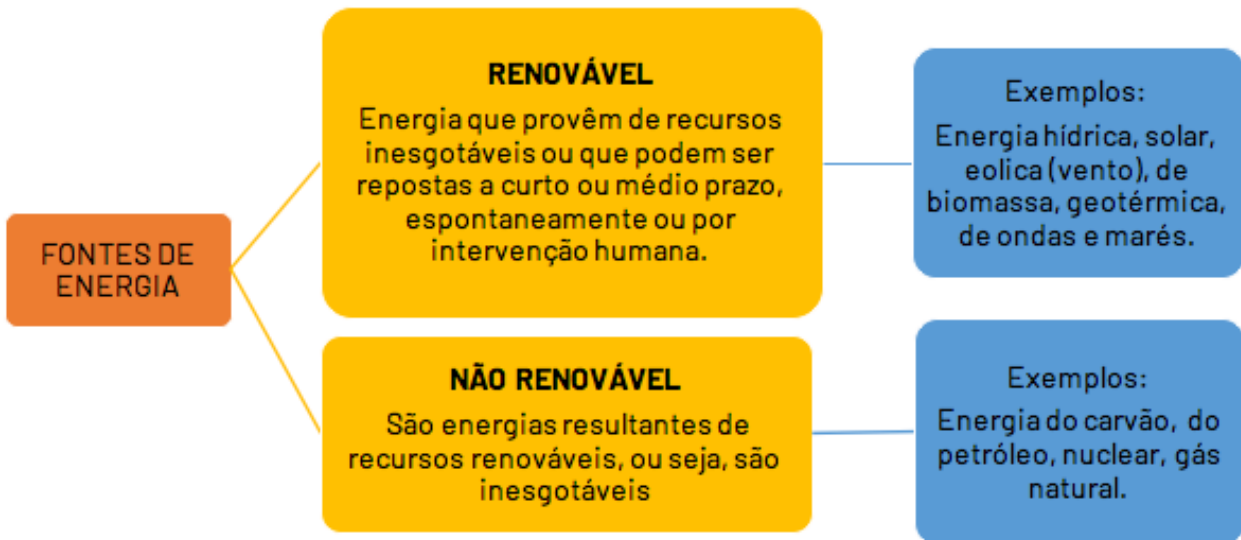 FONTES DE
ENERGIA
RENOVÁVEL
Energia que provêm de recursos
inesgotáveis ou que podem ser
repostas a curto ou médio prazo,
espontaneamente ou por
intervenção humana.
Exemplos:
Energia hídrica, solar,
eolica (vento), de
biomassa, geotérmica,
de ondas e marés.
NÃO RENOVÁVEL
São energias resultantes de
recursos renováveis, ou seja, são
inesgotáveis
Exemplos:
Energia do carvão, do
petróleo, nuclear, gás
natural.